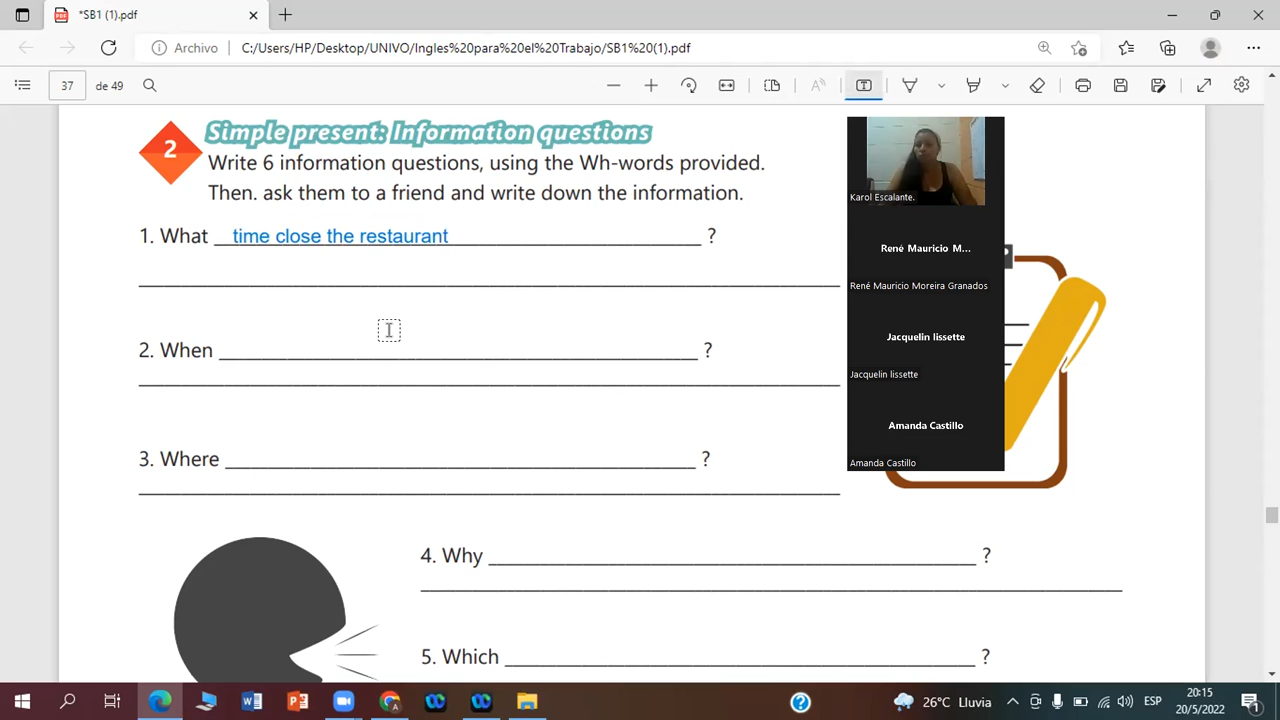 *SB1 (1).pdf
Archivo
C:/Users/HP/Desktop/UNIVO/Ingles%20para%20el%20Trabajo/SB1%20(1).pdf
37
de 49
2
Simple present: Information questions
Write 6 information questions, using the Wh-words provided.
Then. ask them to a friend and write down the information.
1. What time close the restaurant ?
2. When ?
3. Where ?
4. Why ?
5. Which ?
Karol Escalante.
René Mauricio M...
René Mauricio Moreira Granados
Jacquelin lissette
Jacquelin lissette
Amanda Castillo
Amanda Castillo
26°C Lluvia
ESP
20:15
20/5/2022
1